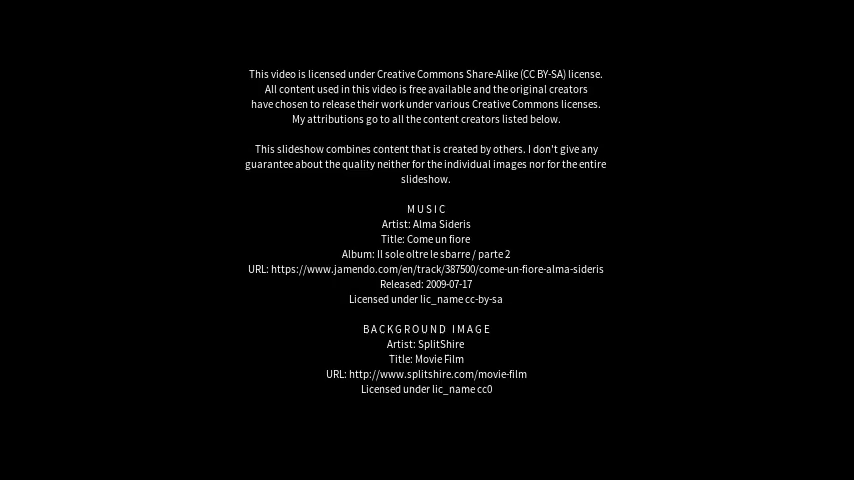 This video is licensed under Creative Commons Share-Alike (CC BY-SA) license.
All content used in this video is free available and the original creators
have chosen to release their work under various Creative Commons licenses.
My attributions go to all the content creators listed below.
This slideshow combines content that is created by others. I don't give any
guarantee about the quality neither for the individual images nor for the entire
slideshow.
MUSIC
Artist: Alma Sideris
Title: Come un fiore
Album: Il sole oltre le sbarre / parte 2
URL: https://www.jamendo.com/en/track/387500/come-un-fiore-alma-sideris
Released: 2009-07-17
Licensed under lic_name cc-by-sa
BACKGROUND IMAGE
Artist: SplitShire
Title: Movie Film
URL: http://www.splitshire.com/movie-film
Licensed under lic_name cc0